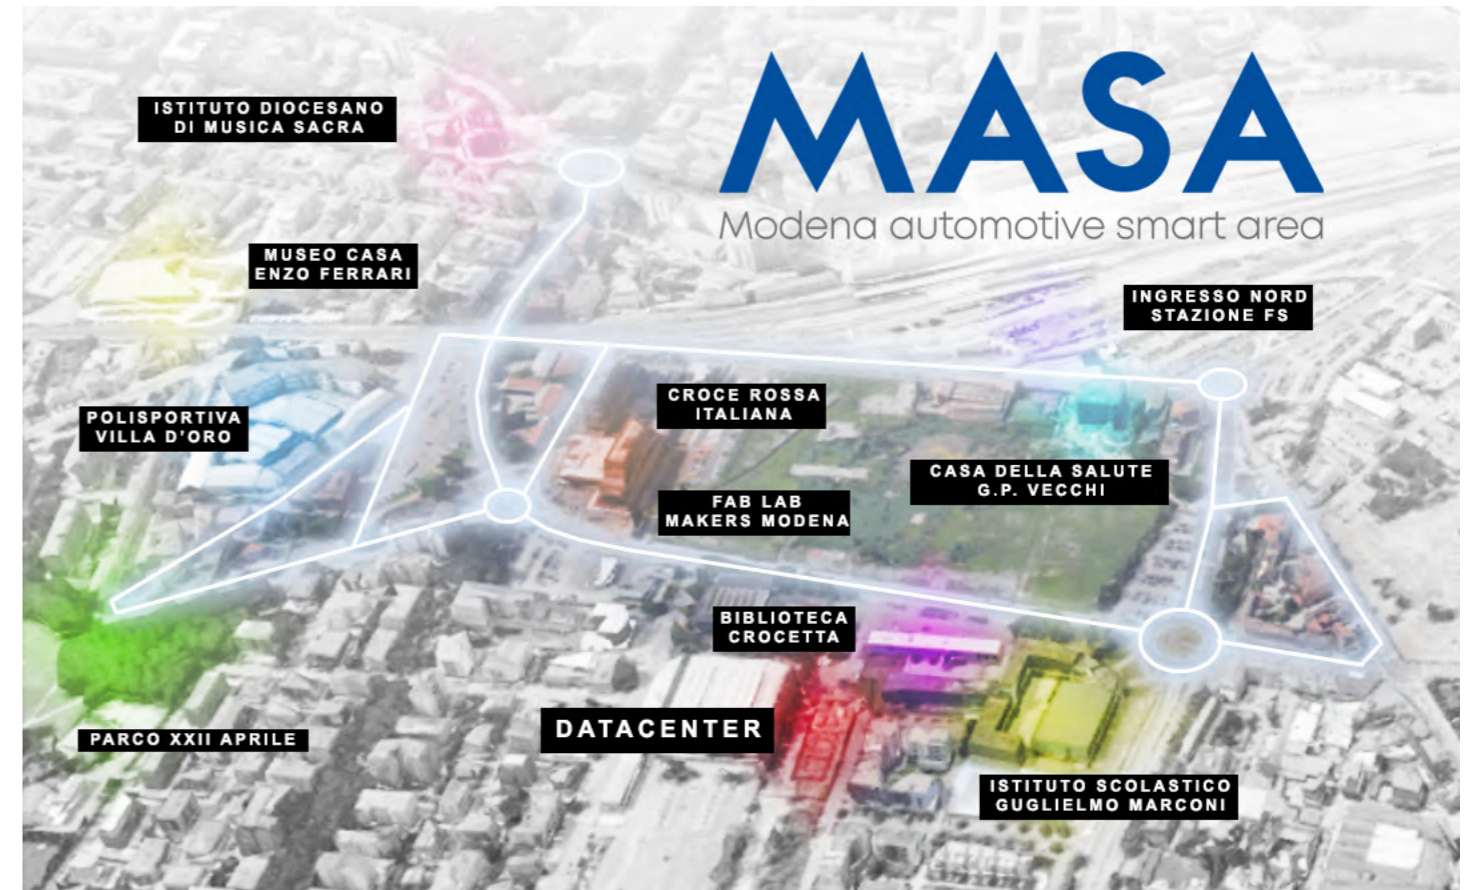 MASA
Modena automotive smart area
ISTITUTO DIOCESANO
DI MUSICA SACRA
MUSEO CASA
ENZO FERRARI
INGRESSO NORD
STAZIONE FS
POLISPORTIVA
VILLA D'ORO
CROCE ROSSA
ITALIANA
CASA DELLA SALUTE
G.P. VECCHI
FAB LAB
MAKERS MODENA
BIBLIOTECA
CROCETTA
DATACENTER
PARCO XXII APRILE
ISTITUTO SCOLASTICO
GUGLIELMO MARCONI